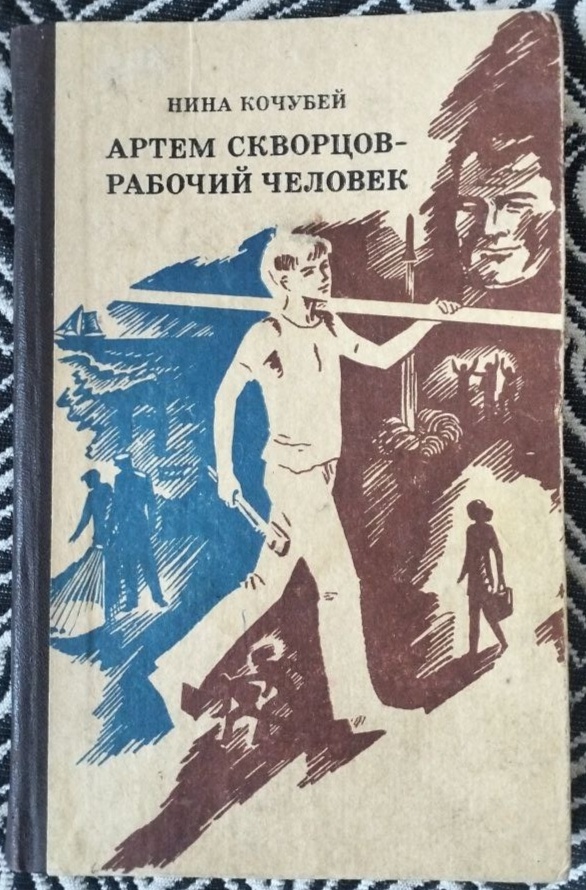 НИНА КОЧУБЕЙ
АРТЕМ СКВОРЦОВ-
РАБОЧИЙ ЧЕЛОВЕК